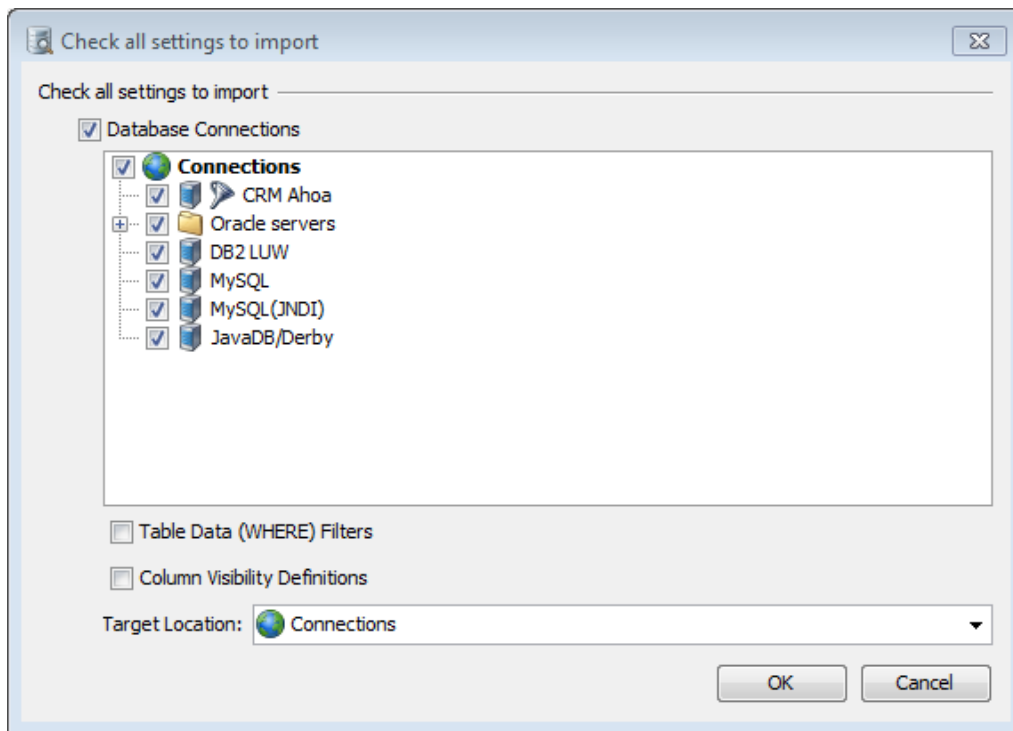 Check all settings to import
Check all settings to import
Database Connections
Connections
CRM Ahoa
Oracle servers
DB2 LUW
MySQL
MySQL(JNDI)
JavaDB/Derby
Table Data (WHERE) Filters
Column Visibility Definitions
Target Location: Connections
OK Cancel